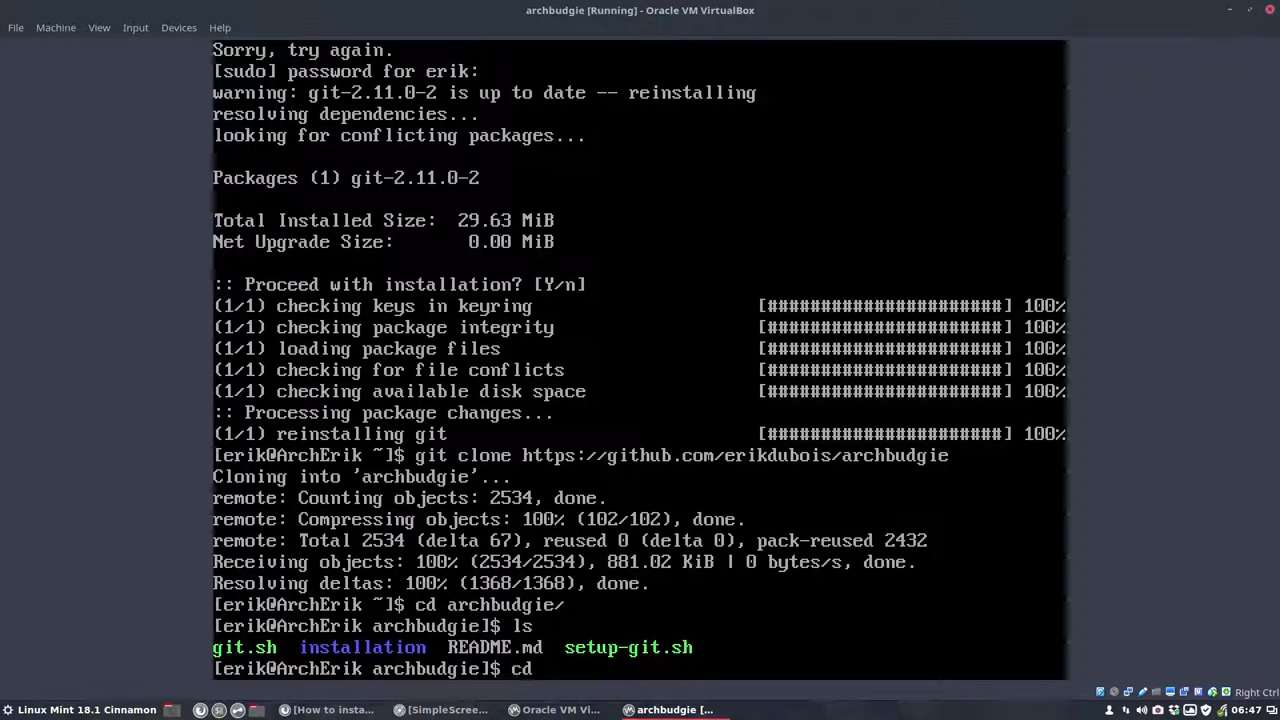 archbudgie [Running] - Oracle VM VirtualBox
File Machine View Input Devices Help
Sorry, try again.
[sudo] password for erik:
warning: git-2.11.0-2 is up to date -- reinstalling
resolving dependencies...
looking for conflicting packages...
Packages (1) git-2.11.0-2
Total Installed Size: 29.63 MiB
Net Upgrade Size: 0.00 MiB
:: Proceed with installation? [Y/n]
(1/1) checking keys in keyring [######################] 100%
(1/1) checking package integrity [######################] 100%
(1/1) loading package files [######################] 100%
(1/1) checking for file conflicts [######################] 100%
(1/1) checking available disk space [######################] 100%
:: Processing package changes...
(1/1) reinstalling git [######################] 100%
[erik@ArchErik ~]$ git clone https://github.com/erikdubois/archbudgie
Cloning into 'archbudgie'...
remote: Counting objects: 2534, done.
remote: Compressing objects: 100% (102/102), done.
remote: Total 2534 (delta 67), reused 0 (delta 0), pack-reused 2432
Receiving objects: 100% (2534/2534), 881.02 KiB | 0 bytes/s, done.
Resolving deltas: 100% (1368/1368), done.
[erik@ArchErik ~]$ cd archbudgie/
[erik@ArchErik archbudgie]$ ls
git.sh installation README.md setup-git.sh
[erik@ArchErik archbudgie]$ cd
Right Ctrl
Linux Mint 18.1 Cinnamon [How to insta... [SimpleScree... Oracle VM Vi... archbudgie [... 06:47